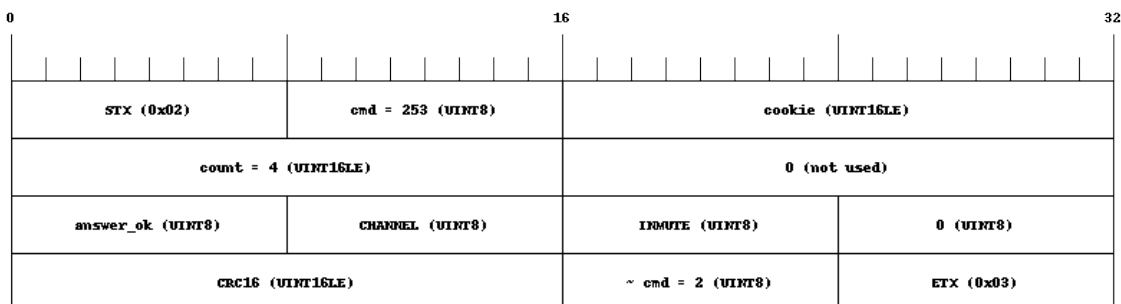 0 16 32
STX (0x02) cmd = 253 (UINT8) cookie (UINT16LE)
count = 4 (UINT16LE) 0 (not used)
answer_ok (UINT8) CHANNEL (UINT8) INMUTE (UINT8) 0 (UINT8)
CRC16 (UINT16LE) ~ cmd = 2 (UINT8) ETX (0x03)